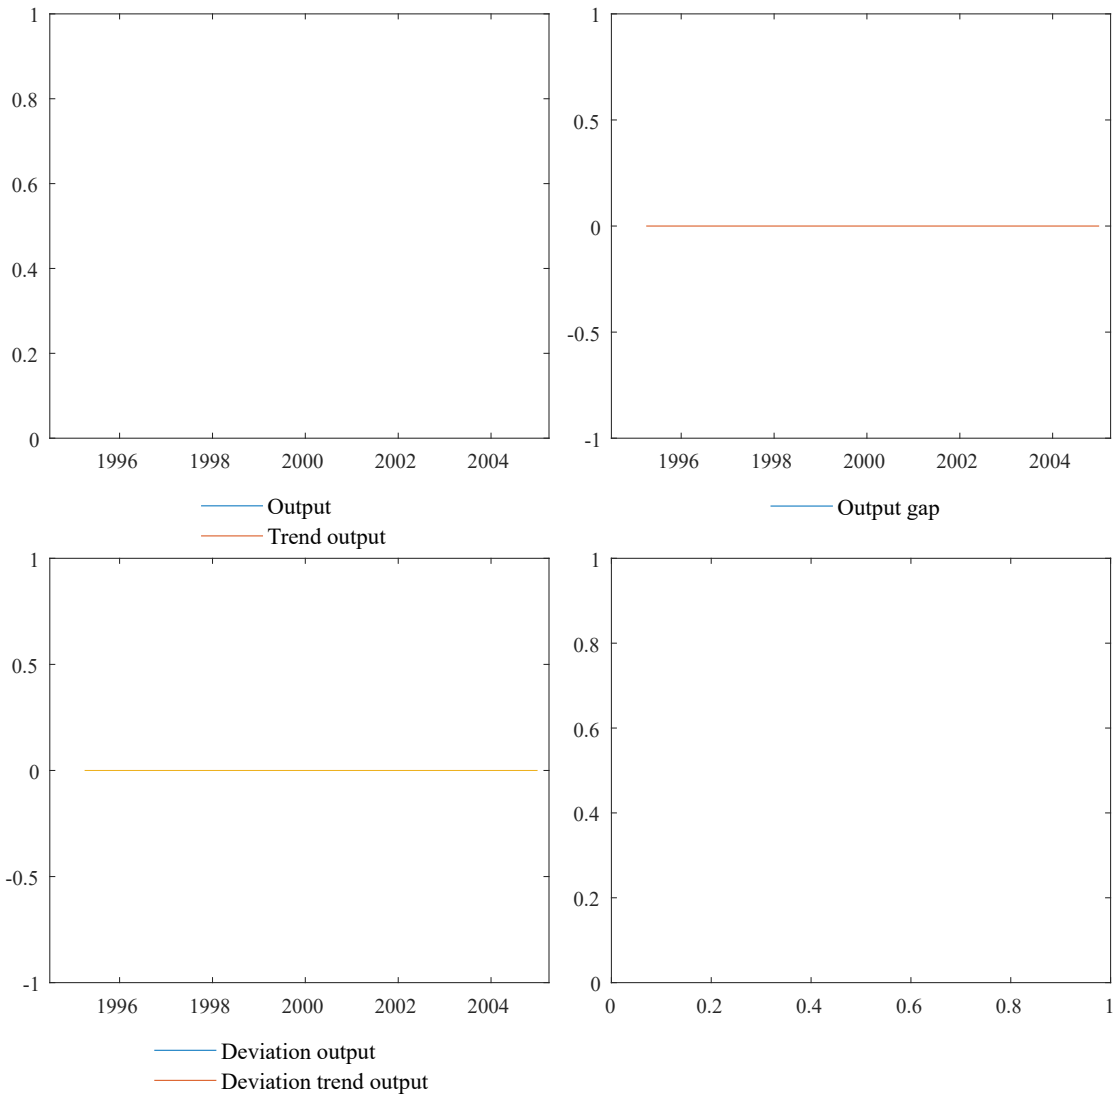 1
0.8
0.6
0.4
0.2
0
1996 1998 2000 2002 2004
Output
Trend output
1
0.5
0
-0.5
-1
1996 1998 2000 2002 2004
Output gap
1
0.5
0
-0.5
-1
1996 1998 2000 2002 2004
Deviation output
Deviation trend output
1
0.8
0.6
0.4
0.2
0
0 0.2 0.4 0.6 0.8 1